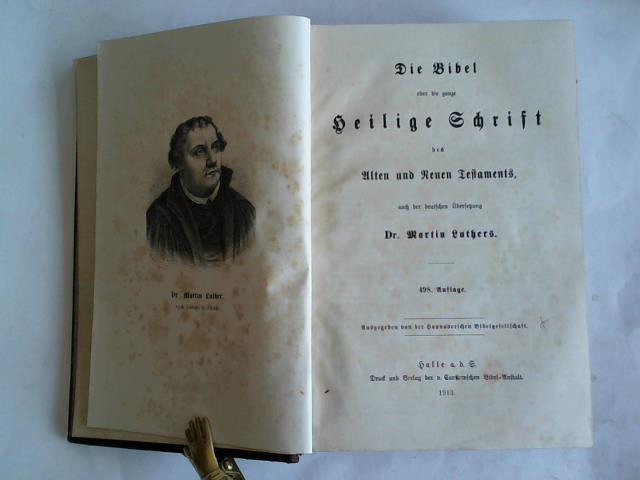 Dr. Martin Luther.
Die Bibel
oder die ganze
Heilige Schrift
des
Alten und Neuen Testaments,
nach der deutschen Übersetzung
Dr. Martin Luthers.
498. Auflage.
Ausgegeben von der Hannoverschen Bibelgesellschaft.
Halle a. d. S.
Druck und Verlag der v. Cansteinschen Bibel-Anstalt.
1913.